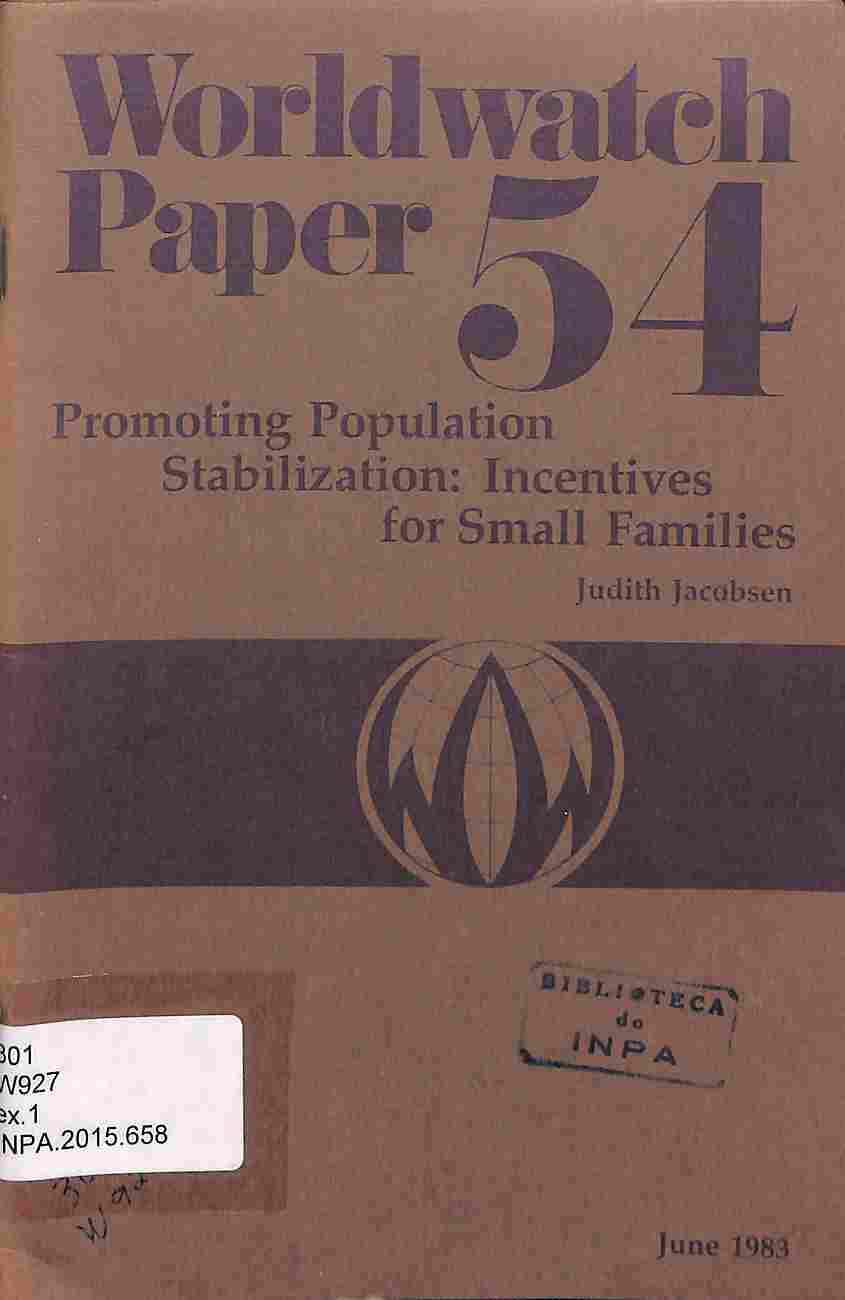 Worldwatch
Paper 54
Promoting Population
Stabilization: Incentives
for Small Families
Judith Jacobsen
BIBLIOTECA
do
INPA
301
W927
ex.1
INPA.2015.658
W 92
June 1983